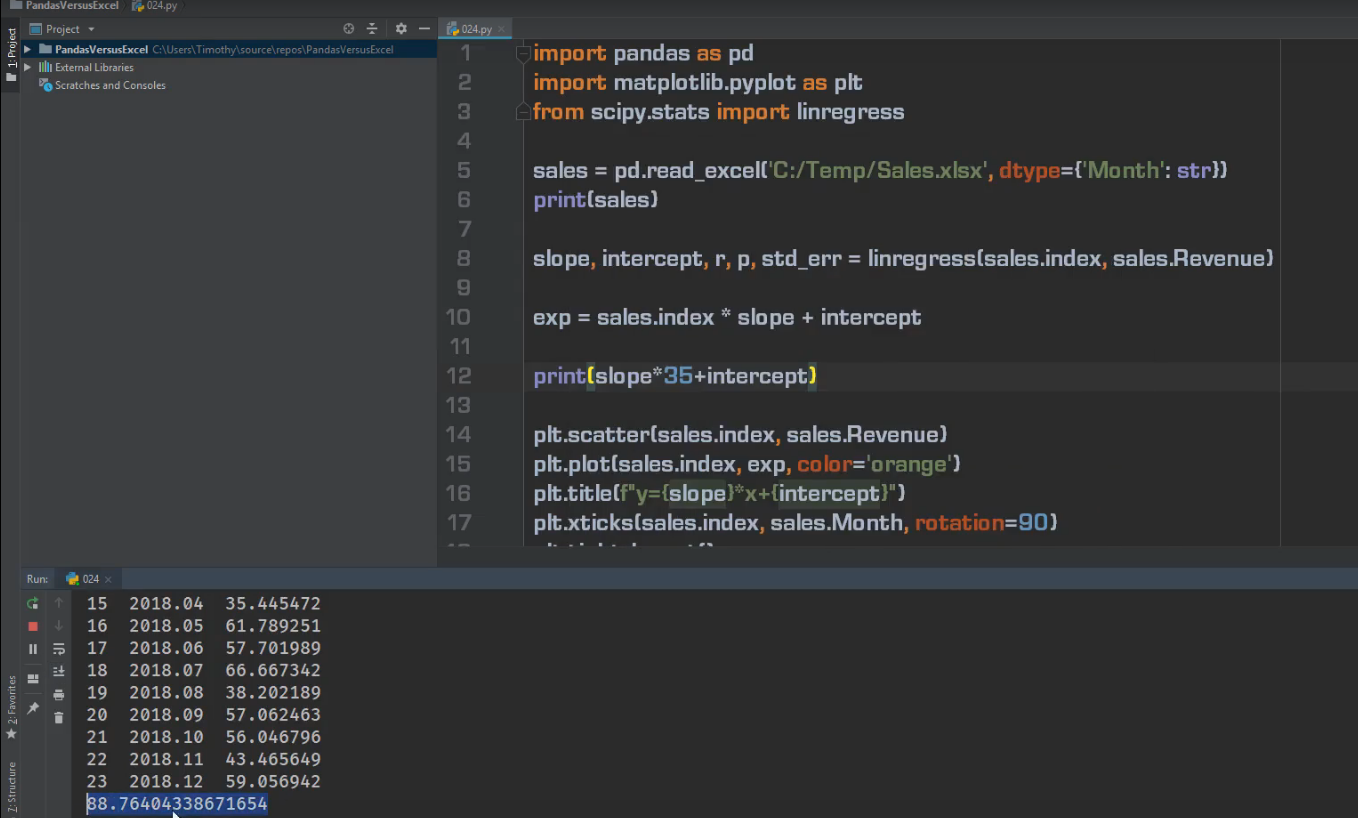 PandasVersusExcel 024.py
1: Project
Project
024.py
PandasVersusExcel C:\Users\Timothy\source\repos\PandasVersusExcel
External Libraries
Scratches and Consoles
1 import pandas as pd
2 import matplotlib.pyplot as plt
3 from scipy.stats import linregress
4
5 sales = pd.read_excel('C:/Temp/Sales.xlsx', dtype={'Month': str})
6 print(sales)
7
8 slope, intercept, r, p, std_err = linregress(sales.index, sales.Revenue)
9
10 exp = sales.index * slope + intercept
11
12 print(slope*35+intercept)
13
14 plt.scatter(sales.index, sales.Revenue)
15 plt.plot(sales.index, exp, color='orange')
16 plt.title(f"y={slope}*x+{intercept}")
17 plt.xticks(sales.index, sales.Month, rotation=90)
Run: 024
15 2018.04 35.445472
16 2018.05 61.789251
17 2018.06 57.701989
18 2018.07 66.667342
19 2018.08 38.202189
20 2018.09 57.062463
21 2018.10 56.046796
22 2018.11 43.465649
23 2018.12 59.056942
88.76404338671654
2: Favorites
Z: Structure